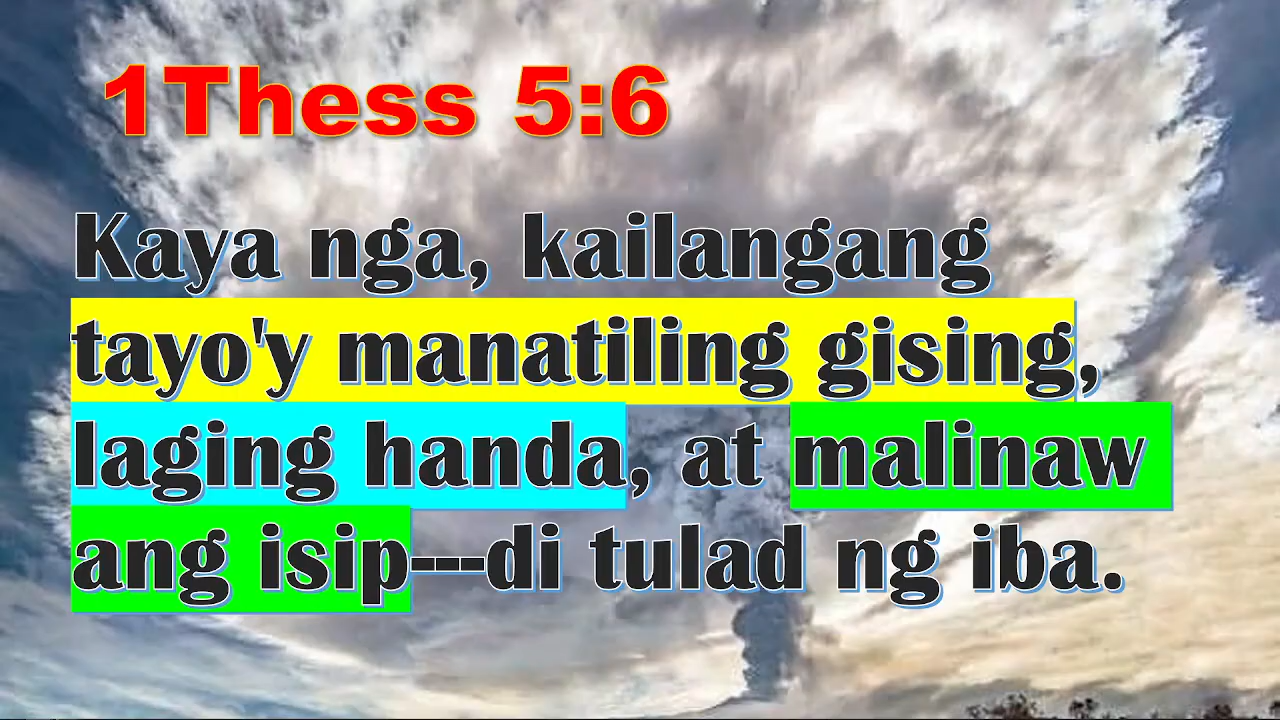 1Thess 5:6
Kaya nga, kailangang
tayo'y manatiling gising,
laging handa, at malinaw
ang isip---di tulad ng iba.